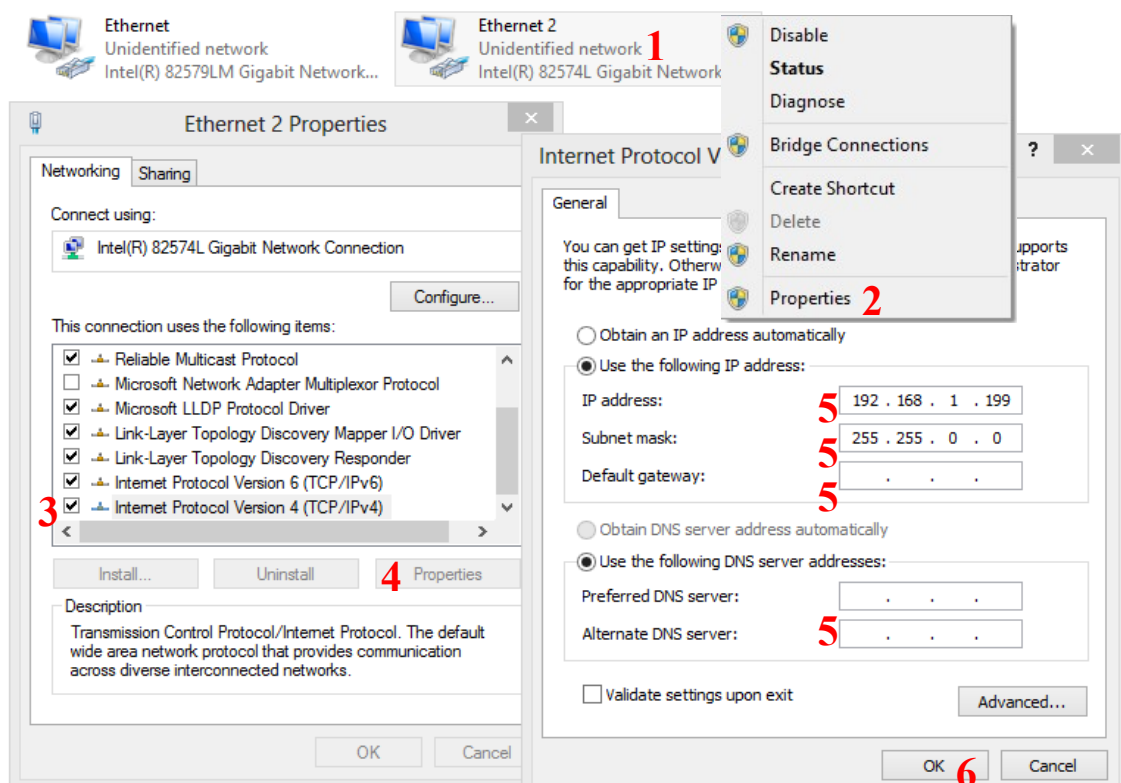 Ethernet
Unidentified network
Intel(R) 82579LM Gigabit Network...
Ethernet 2
Unidentified network 1
Intel(R) 82574L Gigabit Network
Disable
Status
Diagnose
Bridge Connections
Create Shortcut
Delete
Rename
Properties 2
Ethernet 2 Properties
Networking
Sharing
Connect using:
Intel(R) 82574L Gigabit Network Connection
Configure...
This connection uses the following items:
Reliable Multicast Protocol
Microsoft Network Adapter Multiplexor Protocol
Microsoft LLDP Protocol Driver
Link-Layer Topology Discovery Mapper I/O Driver
Link-Layer Topology Discovery Responder
Internet Protocol Version 6 (TCP/IPv6)
3 Internet Protocol Version 4 (TCP/IPv4)
Install...
Uninstall
4 Properties
Description
Transmission Control Protocol/Internet Protocol. The default
wide area network protocol that provides communication
across diverse interconnected networks.
OK
Cancel
Internet Protocol V
?
General
You can get IP settings upports
this capability. Otherw strator
for the appropriate IP
Obtain an IP address automatically
Use the following IP address:
IP address: 5 192 . 168 . 1 . 199
Subnet mask: 5 255 . 255 . 0 . 0
Default gateway: 5 . . .
Obtain DNS server address automatically
Use the following DNS server addresses:
Preferred DNS server: . . .
Alternate DNS server: 5 . . .
Validate settings upon exit
Advanced...
OK 6
Cancel